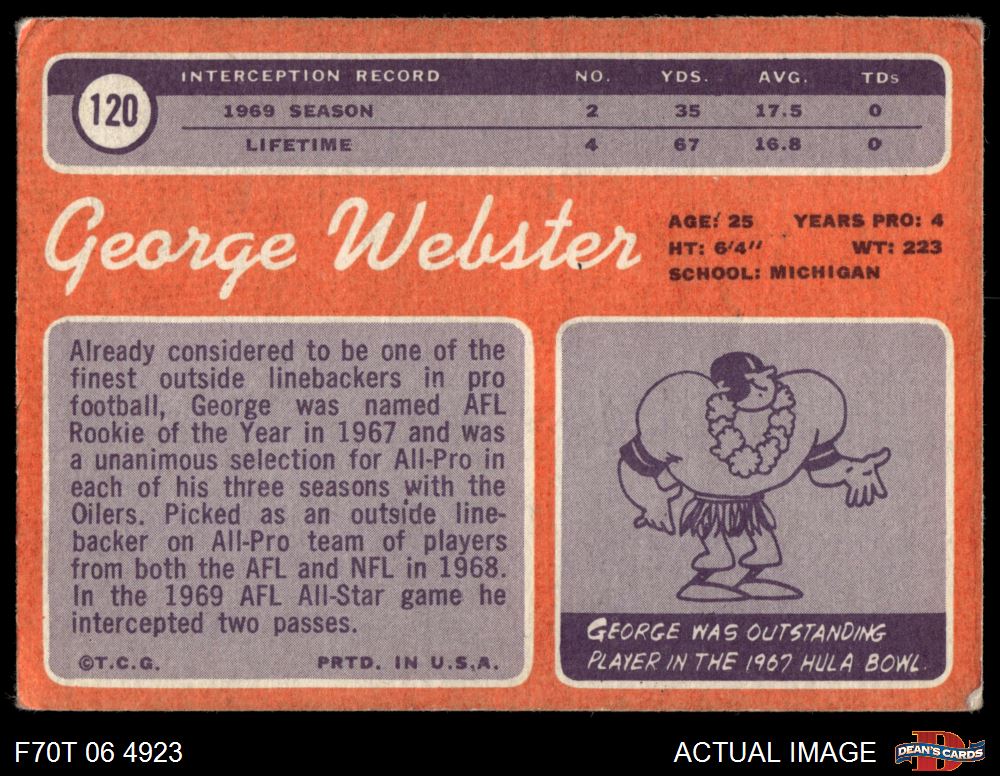 120
INTERCEPTION RECORD NO. YDS. AVG. TDs
1969 SEASON 2 35 17.5 0
LIFETIME 4 67 16.8 0
George Webster
AGE: 25 YEARS PRO: 4
HT: 6'4" WT: 223
SCHOOL: MICHIGAN
Already considered to be one of the
finest outside linebackers in pro
football, George was named AFL
Rookie of the Year in 1967 and was
a unanimous selection for All-Pro in
each of his three seasons with the
Oilers. Picked as an outside line-
backer on All-Pro team of players
from both the AFL and NFL in 1968.
In the 1969 AFL All-Star game he
intercepted two passes.
©T.C.G. PRTD. IN U.S.A.
GEORGE WAS OUTSTANDING
PLAYER IN THE 1967 HULA BOWL.
F70T 06 4923
ACTUAL IMAGE
D
DEAN'S CARDS